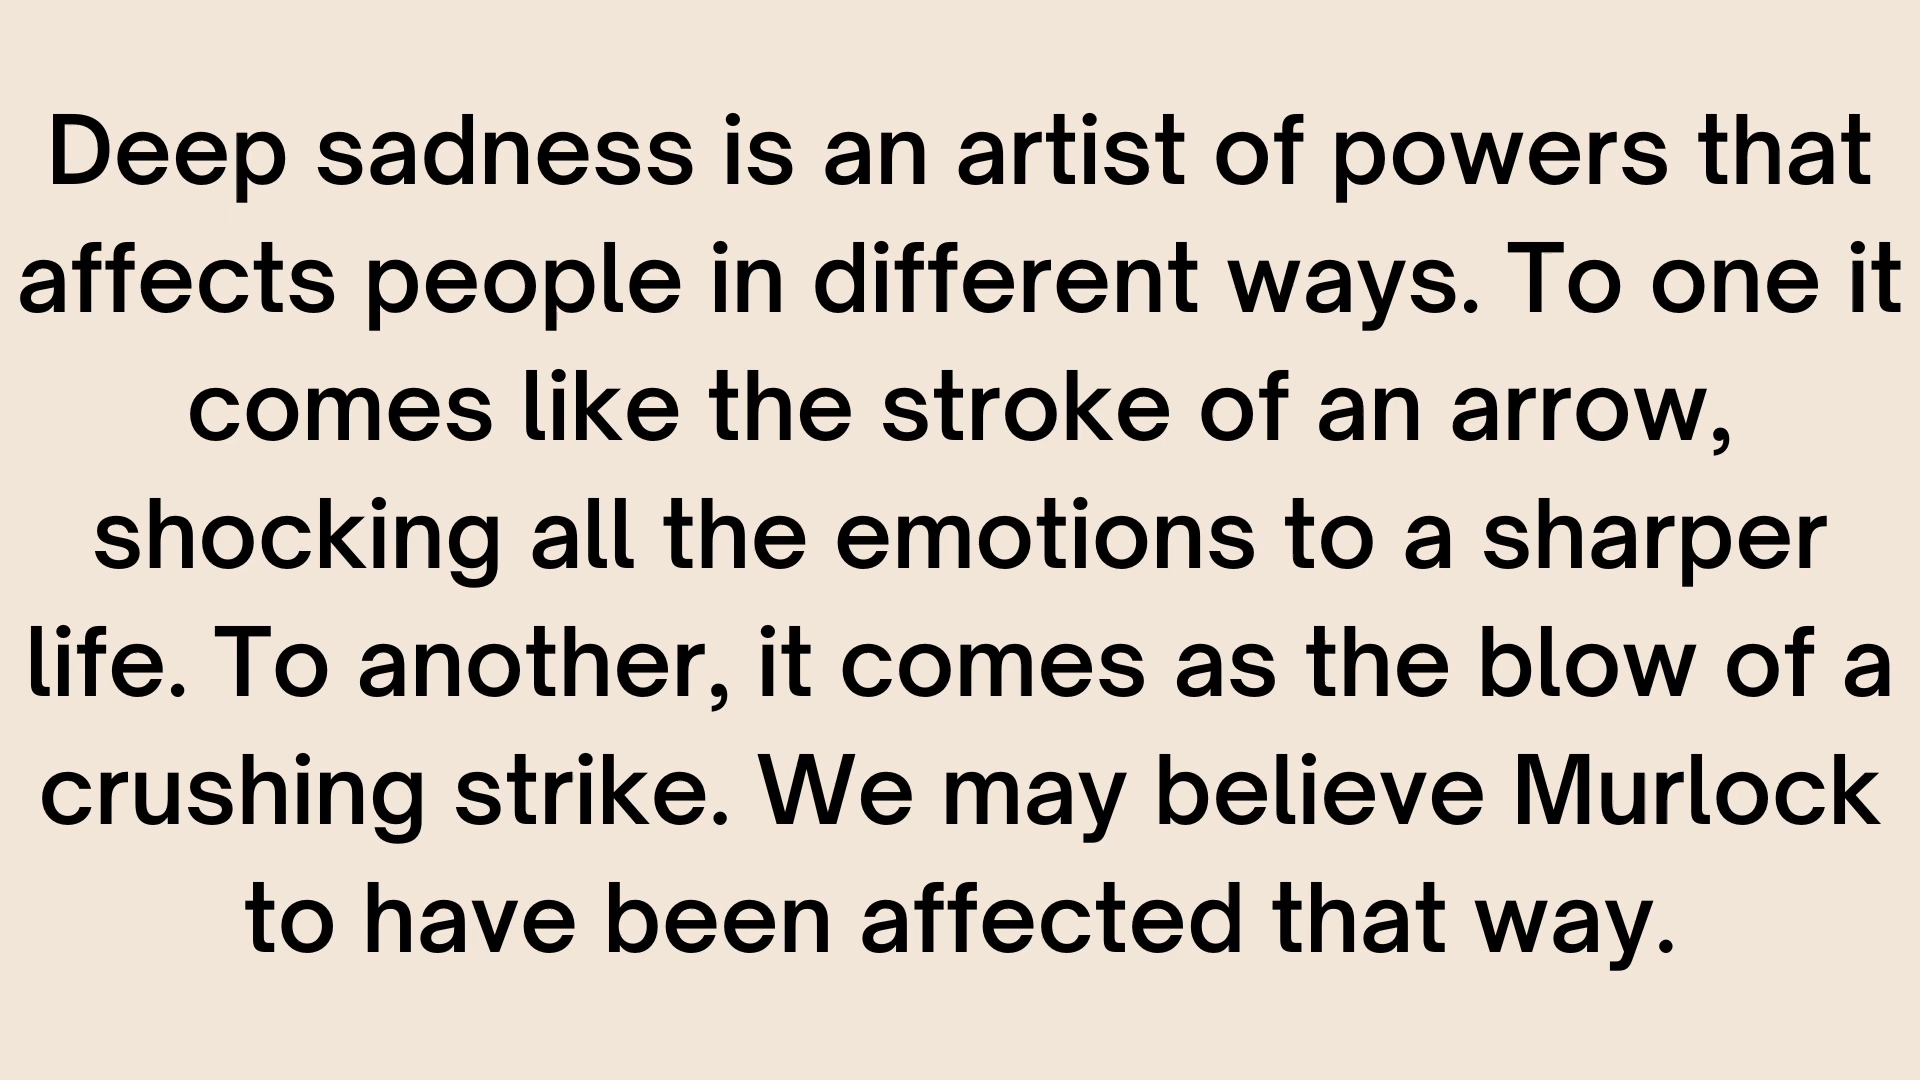 Deep sadness is an artist of powers that
affects people in different ways. To one it
comes like the stroke of an arrow,
shocking all the emotions to a sharper
life. To another, it comes as the blow of a
crushing strike. We may believe Murlock
to have been affected that way.